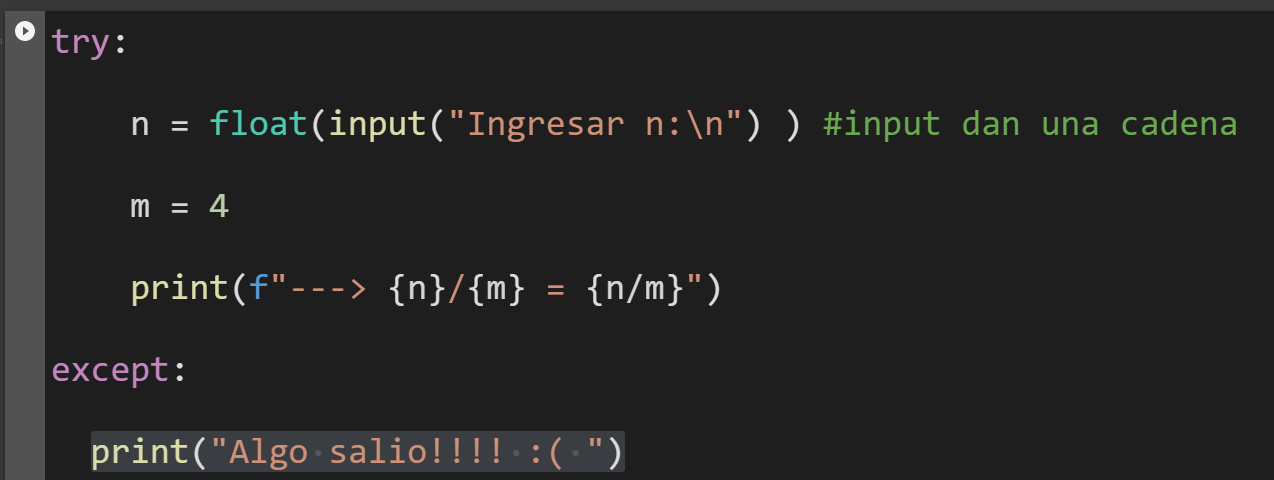 try:
    n = float(input("Ingresar n:\n") ) #input dan una cadena
    m = 4
    print(f"---> {n}/{m} = {n/m}")
except:
  print("Algo salio!!!! :( ")